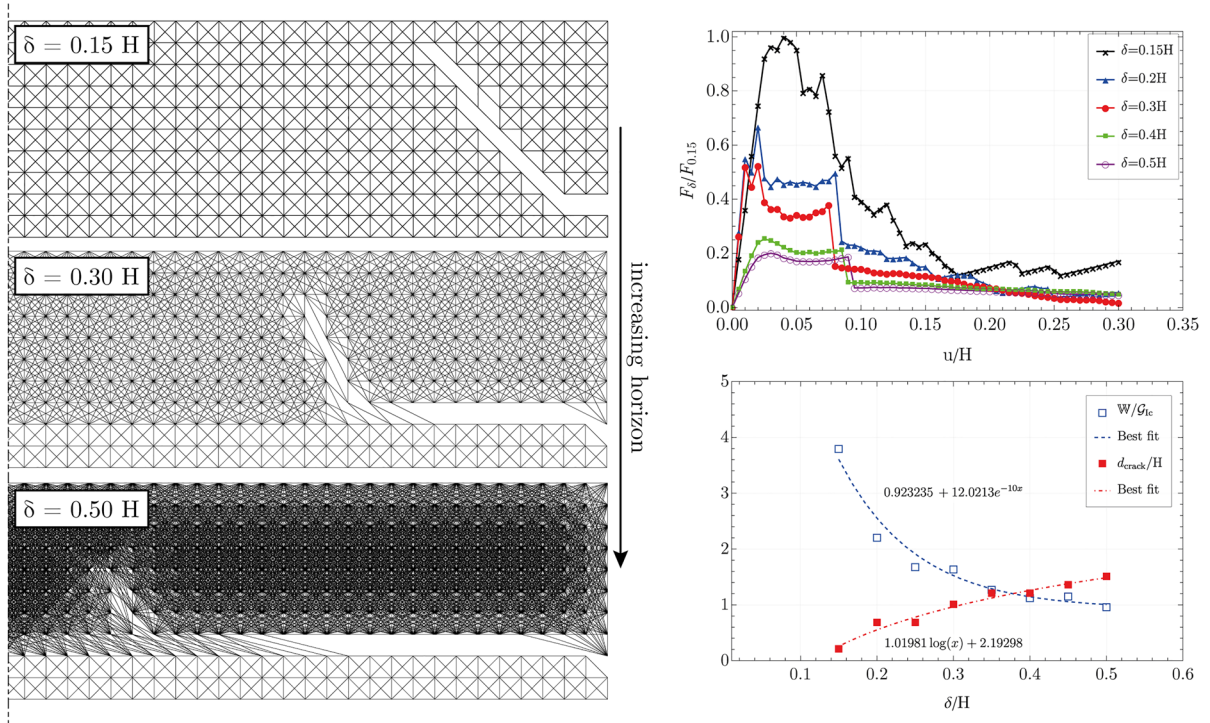 δ = 0.15 H
δ = 0.30 H
δ = 0.50 H
increasing horizon
F_δ/F_0.15
1.0
0.8
0.6
0.4
0.2
0.0
0.00
0.05
0.10
0.15
0.20
0.25
0.30
0.35
u/H
δ=0.15H
δ=0.2H
δ=0.3H
δ=0.4H
δ=0.5H
5
4
3
2
1
0
0.1
0.2
0.3
0.4
0.5
0.6
δ/H
𝕎/𝒢_Ic
Best fit
d_crack/H
Best fit
0.923235 + 12.0213e^{-10x}
1.01981 log(x) + 2.19298